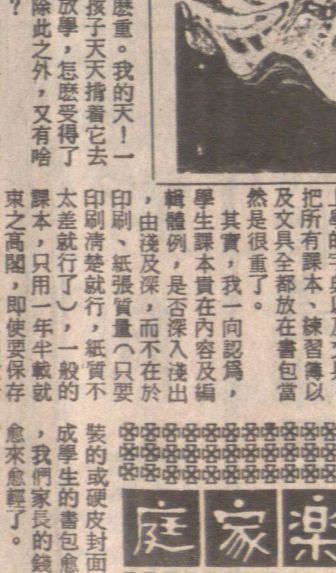 把所有課本、練習簿以
及文具全都放在書包當
然是很重了。
其實，我一向認爲，
學生課本貴在內容及編
輯體例，是否深入淺出
，由淺及深，而不在於
印刷、紙張質量（只要
印刷清楚就行，紙質不
太差就行了），一般的
課本，只用一年半載就
束之高閣，即使要保存
麽重。我的天！一
孩子天天揹着它去
放學，怎麽受得了
除此之外，又有啥
？
樂家庭
裝的或硬皮封面
成學生的書包愈
，我們家長的錢
愈來愈輕了。